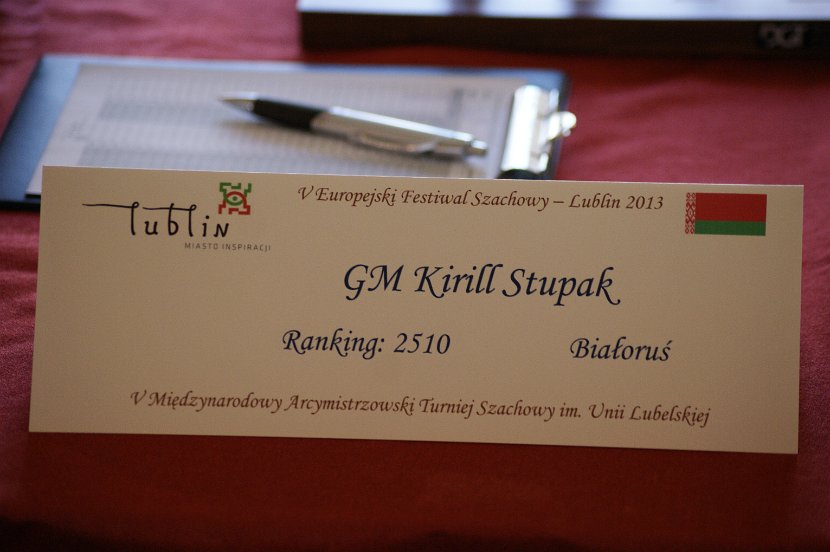 DGT
V Europejski Festiwal Szachowy – Lublin 2013
lublin
MIASTO INSPIRACJI
GM Kirill Stupak
Ranking: 2510 Białoruś
V Międzynarodowy Arcymistrzowski Turniej Szachowy im. Unii Lubelskiej